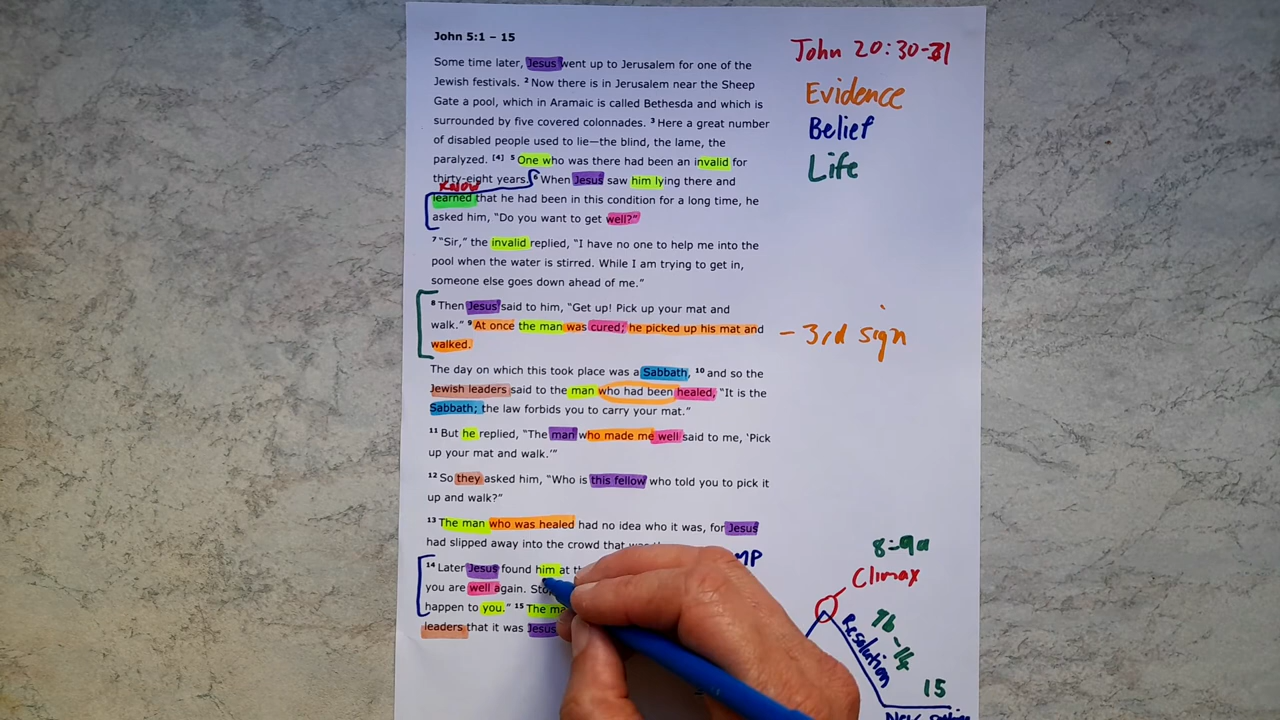 John 5:1 – 15
Some time later, Jesus went up to Jerusalem for one of the
Jewish festivals. 2 Now there is in Jerusalem near the Sheep
Gate a pool, which in Aramaic is called Bethesda and which is
surrounded by five covered colonnades. 3 Here a great number
of disabled people used to lie—the blind, the lame, the
paralyzed. [4] 5 One who was there had been an invalid for
thirty-eight years. 6 When Jesus saw him lying there and
know
learned that he had been in this condition for a long time, he
asked him, “Do you want to get well?”
7 “Sir,” the invalid replied, “I have no one to help me into the
pool when the water is stirred. While I am trying to get in,
someone else goes down ahead of me.”
8 Then Jesus said to him, “Get up! Pick up your mat and
walk.” 9 At once the man was cured; he picked up his mat and
walked.
The day on which this took place was a Sabbath, 10 and so the
Jewish leaders said to the man who had been healed, “It is the
Sabbath; the law forbids you to carry your mat.”
11 But he replied, “The man who made me well said to me, ‘Pick
up your mat and walk.’”
12 So they asked him, “Who is this fellow who told you to pick it
up and walk?”
13 The man who was healed had no idea who it was, for Jesus
had slipped away into the crowd that was
14 Later Jesus found him at
you are well again.
happen to you.” 15 The
leaders that it was Jesus
John 20:30-31
Evidence
Belief
Life
- 3rd sign
8-9a
Climax
9b-14
Resolution
15